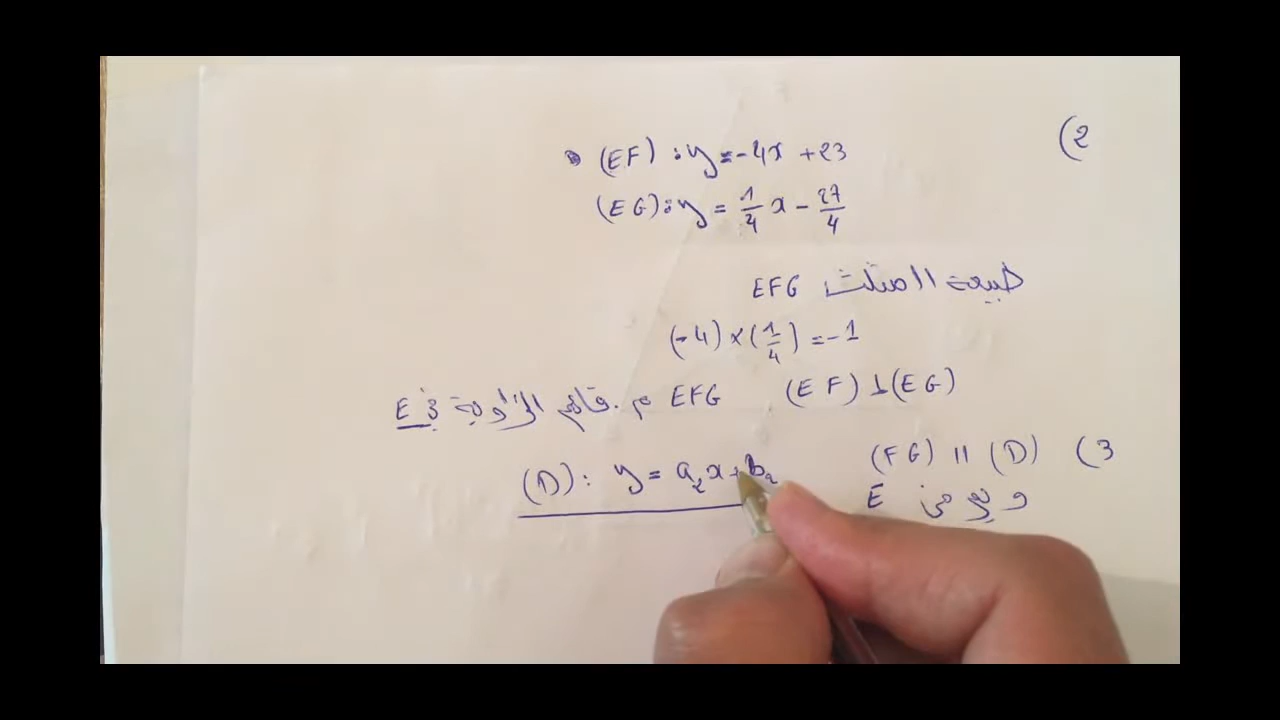 (2
(EF) : y = -4x + 23
(EG) : y = 1/4 x - 27/4
طبيعة المثلث EFG
(-4) × (1/4) = -1
(EF) ⊥ (EG)
EFG م. قائم الزاوية في E
(3 (FG) // (D)
و يمر من E
(D) : y = a₂x + b₂